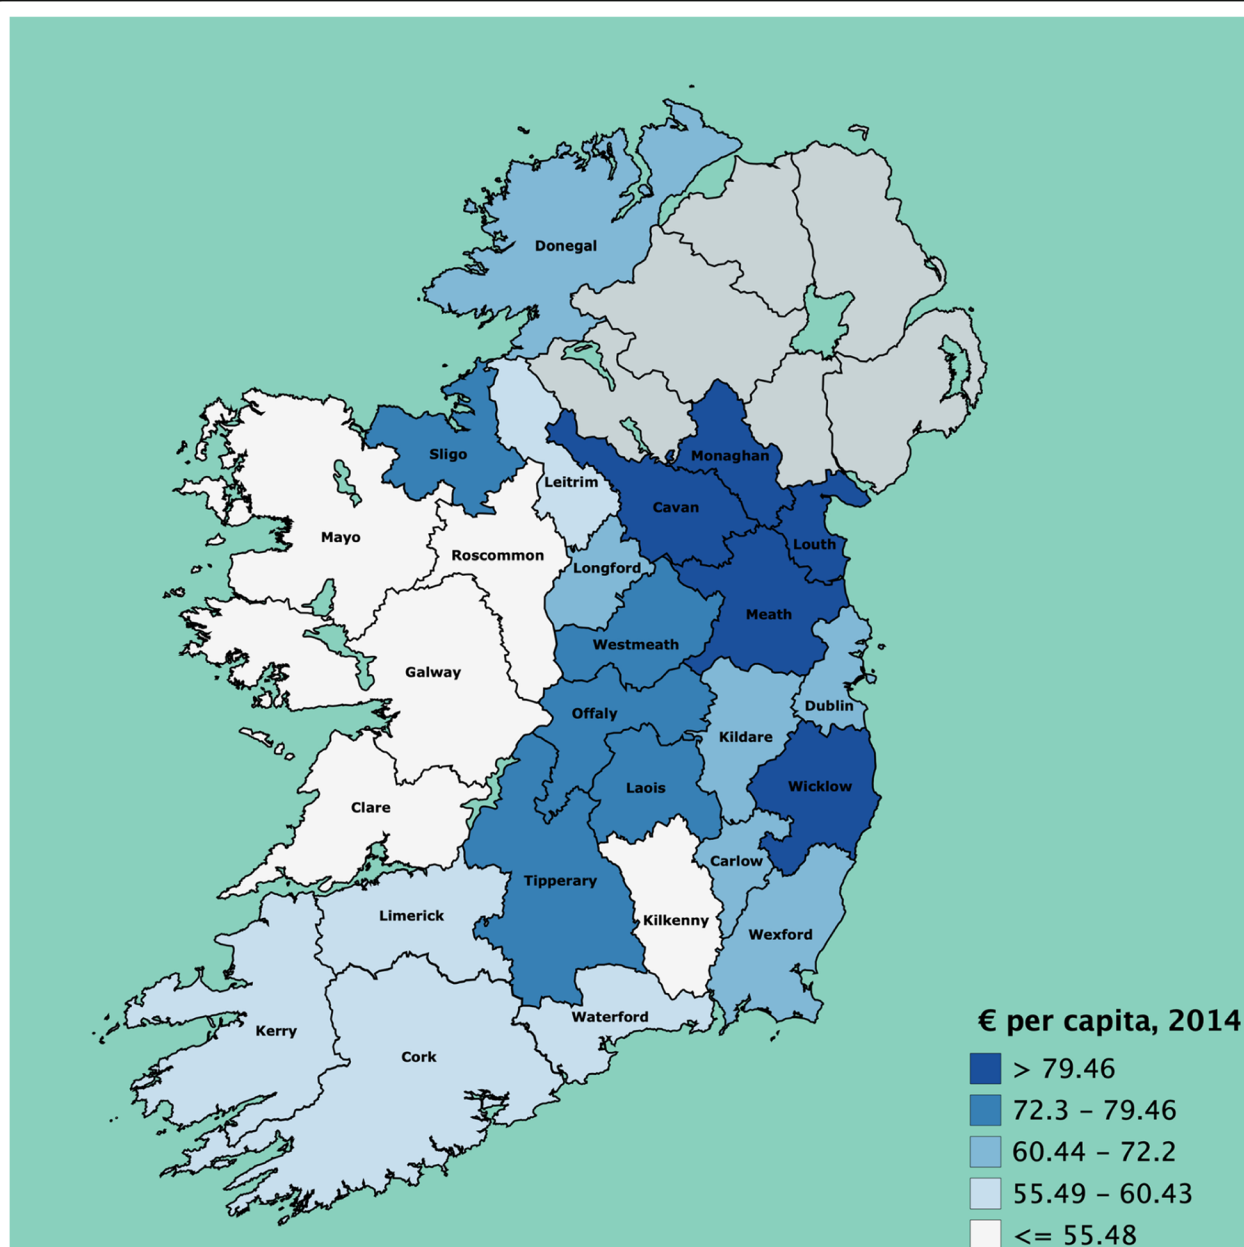 Donegal
Sligo
Monaghan
Leitrim
Cavan
Mayo
Roscommon
Louth
Longford
Meath
Westmeath
Galway
Dublin
Offaly
Kildare
Laois
Wicklow
Clare
Carlow
Tipperary
Limerick
Kilkenny
Wexford
Waterford
Kerry
Cork
€ per capita, 2014
> 79.46
72.3 – 79.46
60.44 – 72.2
55.49 – 60.43
<= 55.48